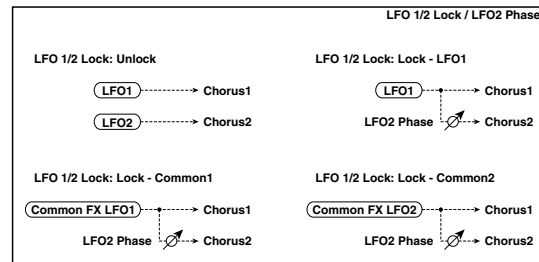 LFO 1/2 Lock / LFO2 Phase
LFO 1/2 Lock: Unlock
LFO1 Chorus1
LFO2 Chorus2
LFO 1/2 Lock: Lock - LFO1
LFO1 Chorus1
LFO2 Phase Chorus2
LFO 1/2 Lock: Lock - Common1
Common FX LFO1 Chorus1
LFO2 Phase Chorus2
LFO 1/2 Lock: Lock - Common2
Common FX LFO2 Chorus1
LFO2 Phase Chorus2